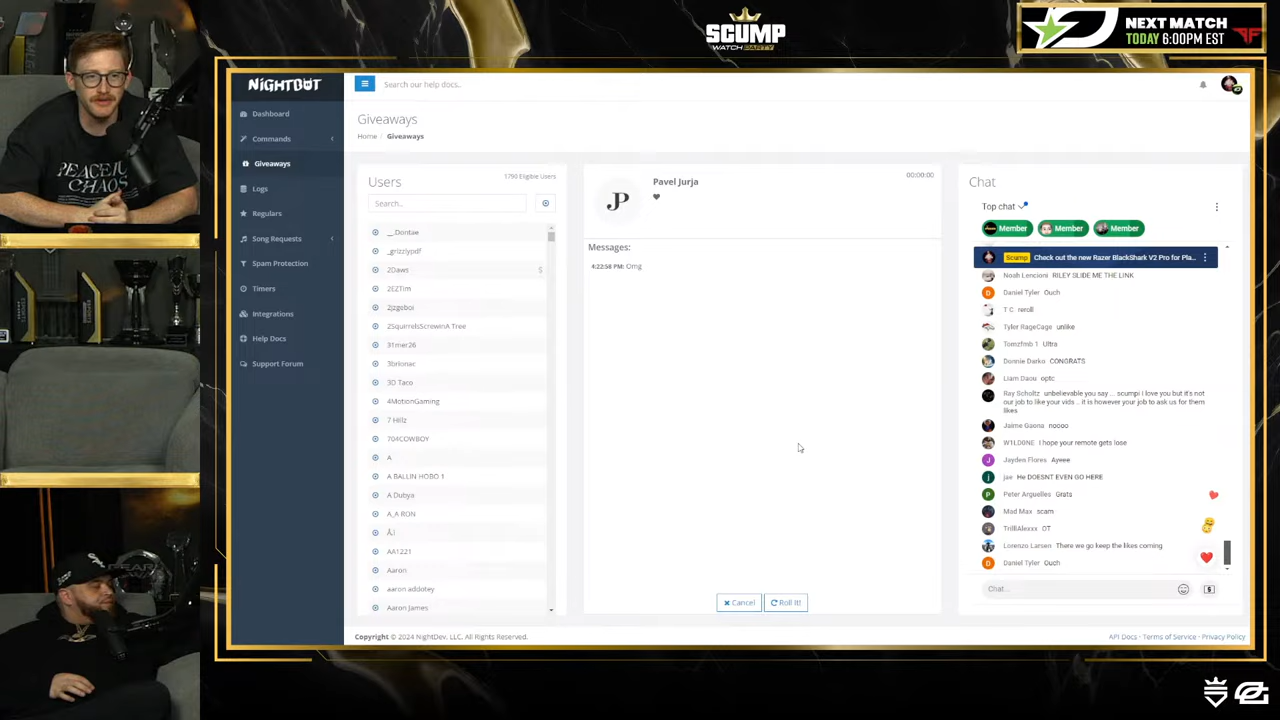 SCUMP
WATCH PARTY
NEXT MATCH
TODAY 6:00PM EST
PEACEFUL
CHAOS
NIGHTBOT
Search our help docs..
Dashboard
Commands
Giveaways
Logs
Regulars
Song Requests
Spam Protection
Timers
Integrations
Help Docs
Support Forum
Giveaways
Home / Giveaways
Users
1790 Eligible Users
Search..
__Dontae
_grizzlypdf
2Daws
$
2EZTim
2jzgeboi
2SquirrelsScrewinA Tree
31mer26
3brionac
3D Taco
4MotionGaming
7 Hillz
704COWBOY
A
A BALLIN HOBO 1
A Dubya
A_A RON
AA1221
Aaron
aaron addotey
Aaron James
JP
Pavel Jurja
00:00:00
Messages:
4:22:58 PM: Omg
Cancel
Roll It!
Chat
Top chat
Member
Member
Member
Scump Check out the new Razer BlackShark V2 Pro for Pla...
Noah Lencioni RILEY SLIDE ME THE LINK
D Daniel Tyler Ouch
T C reroll
Tyler RageCage unlike
Tomzfmb 1 Ultra
Donnie Darko CONGRATS
Liam Daou optc
Ray Scholtz unbelievable you say ... scumpi I love you but it's not
our job to like your vids .. it is however your job to ask us for them
likes
Jaime Gaona noooo
W1LD0NE I hope your remote gets lose
J Jayden Flores Ayeee
j jae He DOESNT EVEN GO HERE
P Peter Arguelles Grats
Mad Max scam
TrillAlexxx OT
Lorenzo Larsen There we go keep the likes coming
D Daniel Tyler Ouch
Chat...
Copyright © 2024 NightDev, LLC. All Rights Reserved.
API Docs - Terms of Service - Privacy Policy